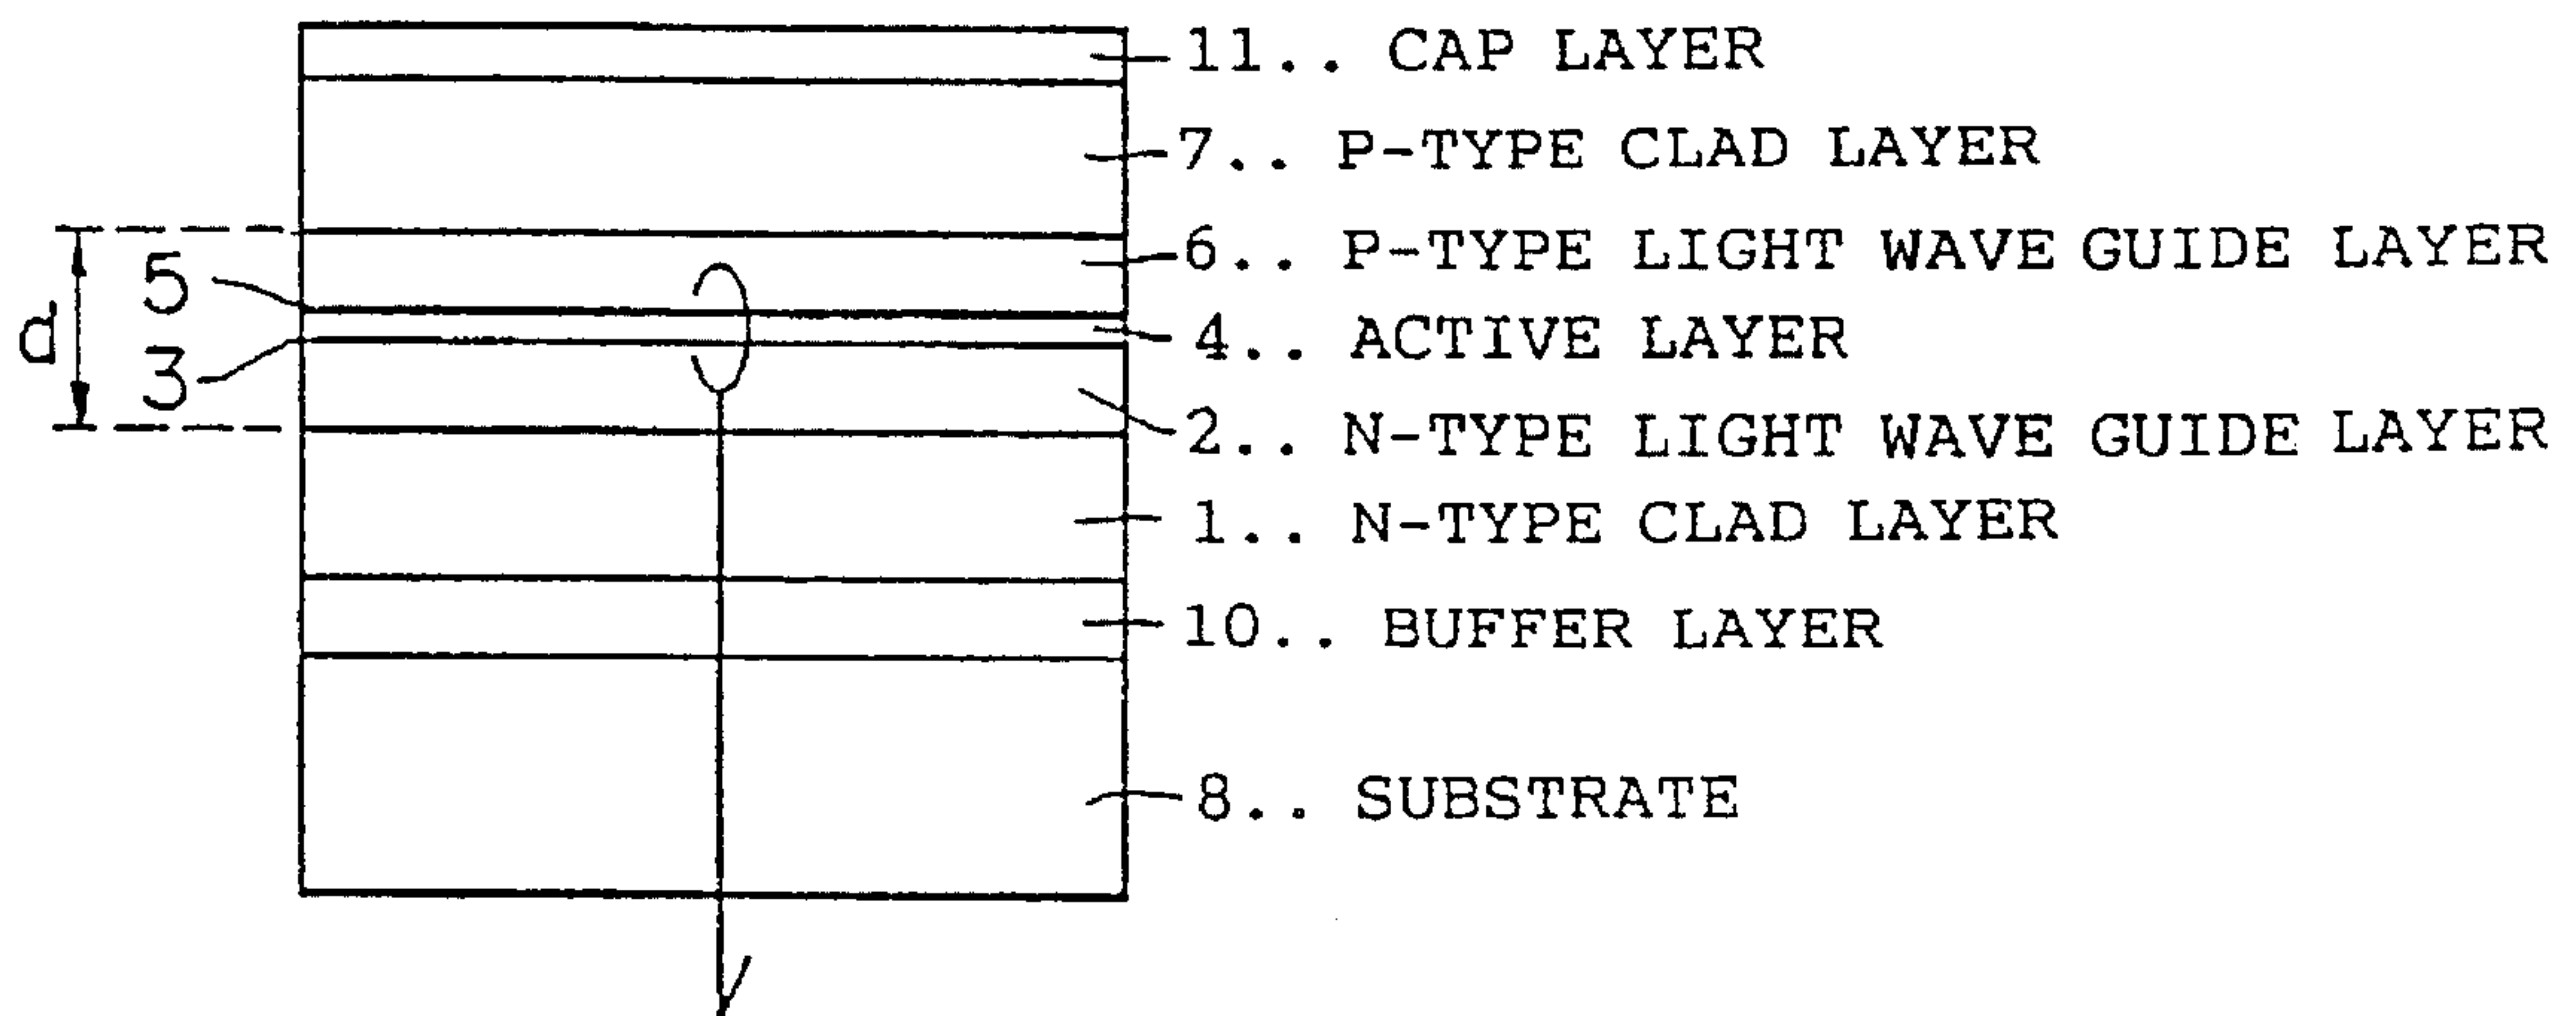 11.. CAP LAYER
7.. P-TYPE CLAD LAYER
6.. P-TYPE LIGHT WAVE GUIDE LAYER
5
d
4.. ACTIVE LAYER
3
2.. N-TYPE LIGHT WAVE GUIDE LAYER
1.. N-TYPE CLAD LAYER
10.. BUFFER LAYER
8.. SUBSTRATE